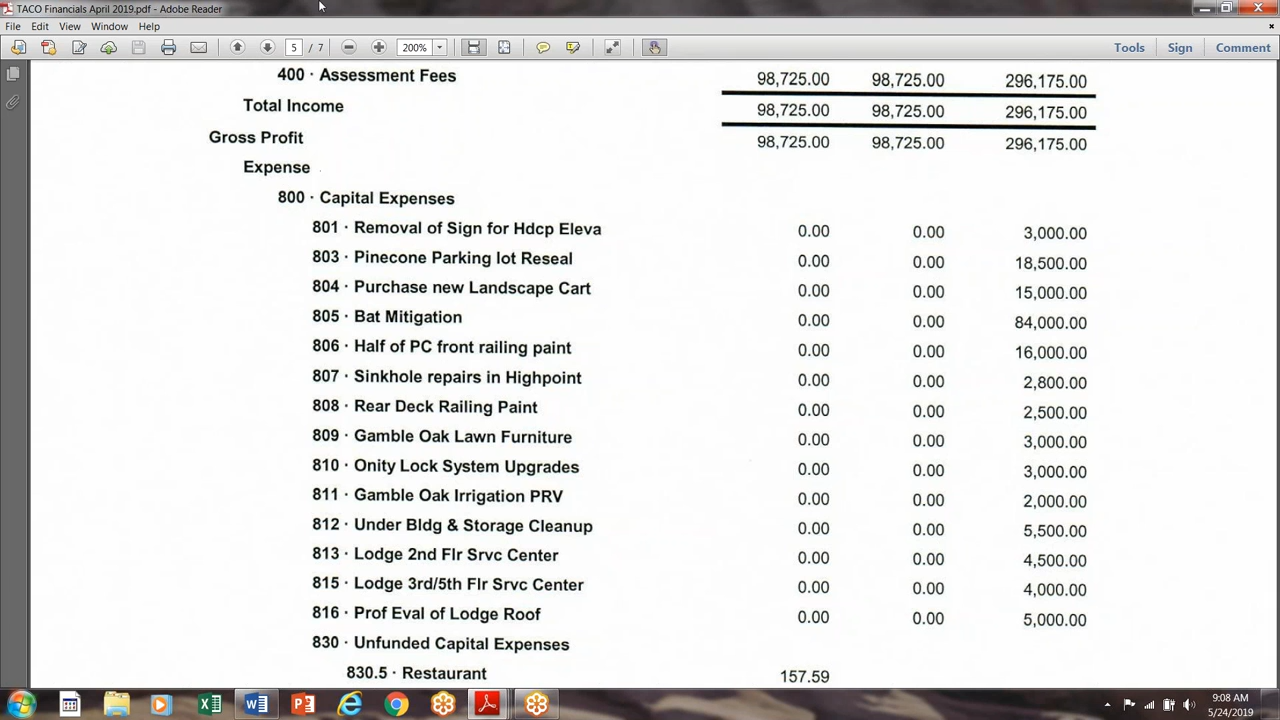 TACO Financials April 2019.pdf - Adobe Reader
File Edit View Window Help
5 / 7 200% Tools Sign Comment
400 · Assessment Fees 98,725.00 98,725.00 296,175.00
Total Income 98,725.00 98,725.00 296,175.00
Gross Profit 98,725.00 98,725.00 296,175.00
Expense
800 · Capital Expenses
801 · Removal of Sign for Hdcp Eleva 0.00 0.00 3,000.00
803 · Pinecone Parking lot Reseal 0.00 0.00 18,500.00
804 · Purchase new Landscape Cart 0.00 0.00 15,000.00
805 · Bat Mitigation 0.00 0.00 84,000.00
806 · Half of PC front railing paint 0.00 0.00 16,000.00
807 · Sinkhole repairs in Highpoint 0.00 0.00 2,800.00
808 · Rear Deck Railing Paint 0.00 0.00 2,500.00
809 · Gamble Oak Lawn Furniture 0.00 0.00 3,000.00
810 · Onity Lock System Upgrades 0.00 0.00 3,000.00
811 · Gamble Oak Irrigation PRV 0.00 0.00 2,000.00
812 · Under Bldg & Storage Cleanup 0.00 0.00 5,500.00
813 · Lodge 2nd Flr Srvc Center 0.00 0.00 4,500.00
815 · Lodge 3rd/5th Flr Srvc Center 0.00 0.00 4,000.00
816 · Prof Eval of Lodge Roof 0.00 0.00 5,000.00
830 · Unfunded Capital Expenses
830.5 · Restaurant 157.59
9:08 AM
5/24/2019